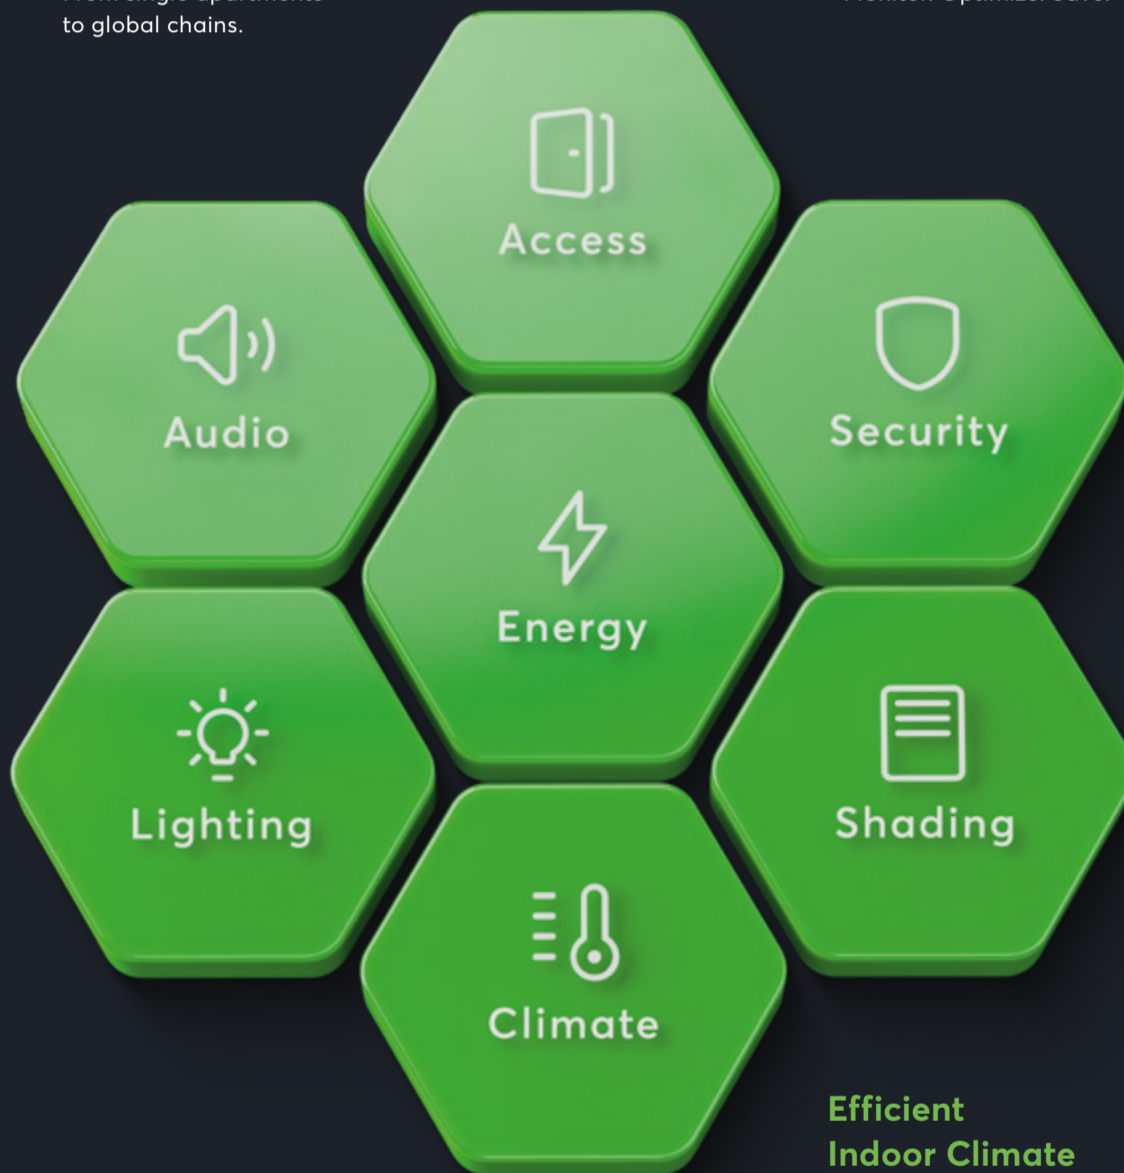 to global chains.
Access
Audio
Security
Energy
Lighting
Shading
Climate
Efficient
Indoor Climate